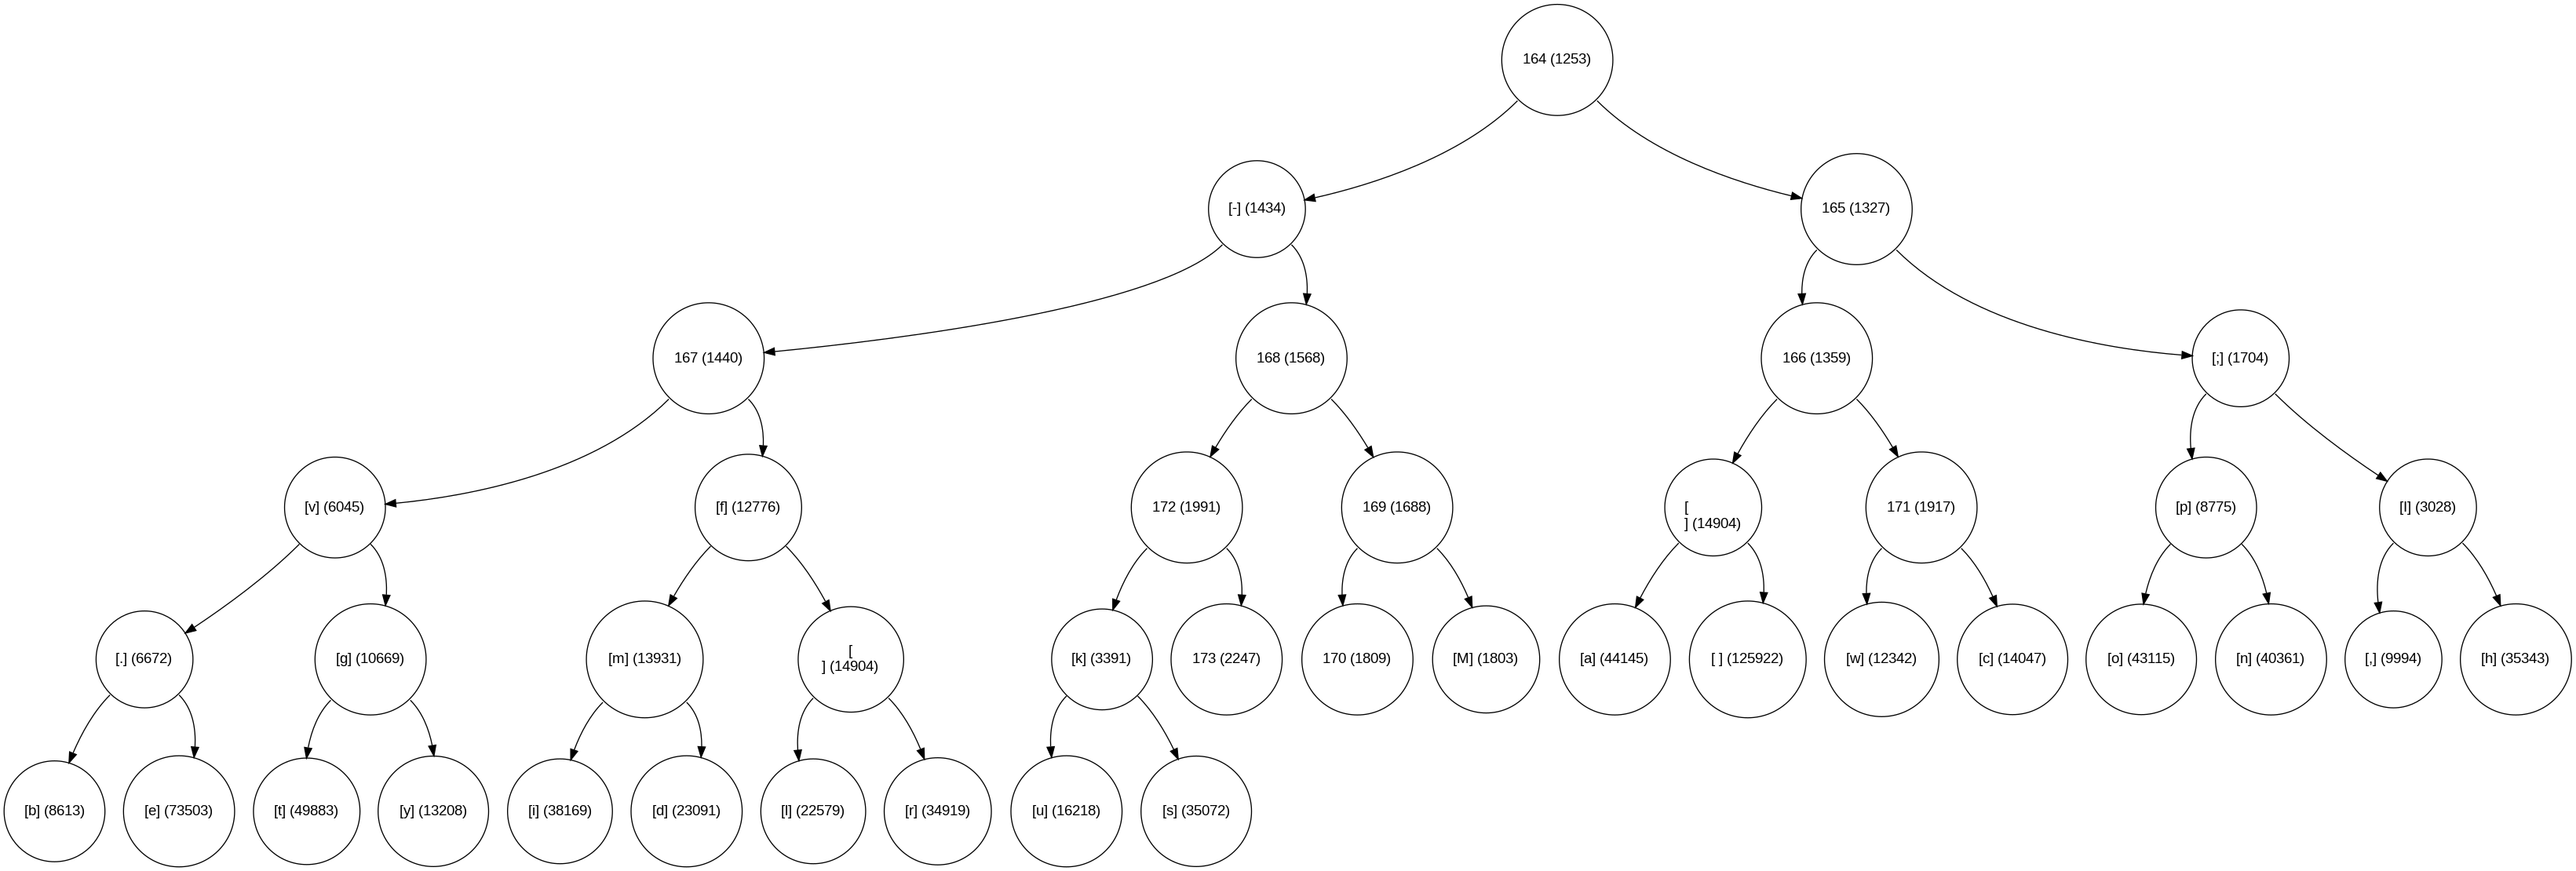 164 (1253)
[-] (1434)
165 (1327)
167 (1440)
168 (1568)
166 (1359)
[;] (1704)
[v] (6045)
[f] (12776)
172 (1991)
169 (1688)
[
] (14904)
171 (1917)
[p] (8775)
[I] (3028)
[.] (6672)
[g] (10669)
[m] (13931)
[
] (14904)
[k] (3391)
173 (2247)
170 (1809)
[M] (1803)
[a] (44145)
[ ] (125922)
[w] (12342)
[c] (14047)
[o] (43115)
[n] (40361)
[,] (9994)
[h] (35343)
[b] (8613)
[e] (73503)
[t] (49883)
[y] (13208)
[i] (38169)
[d] (23091)
[l] (22579)
[r] (34919)
[u] (16218)
[s] (35072)